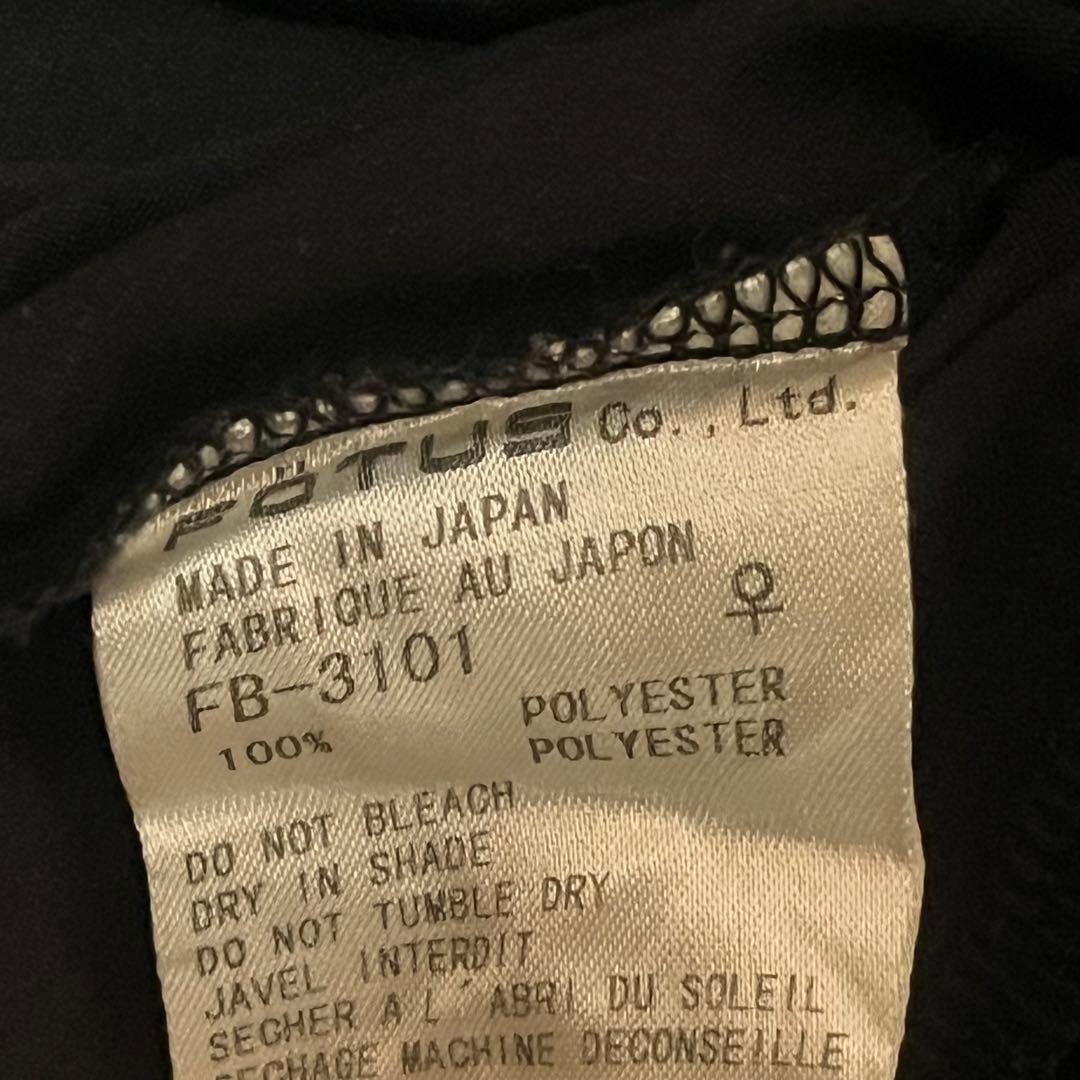 FÖTUS Co., Ltd.
MADE IN JAPAN
FABRIQUE AU JAPON
FB-3101 ♀
100% POLYESTER
POLYESTER
DO NOT BLEACH
DRY IN SHADE
DO NOT TUMBLE DRY
JAVEL INTERDIT
SECHER A L'ABRI DU SOLEIL
SECHAGE MACHINE DECONSEILLE